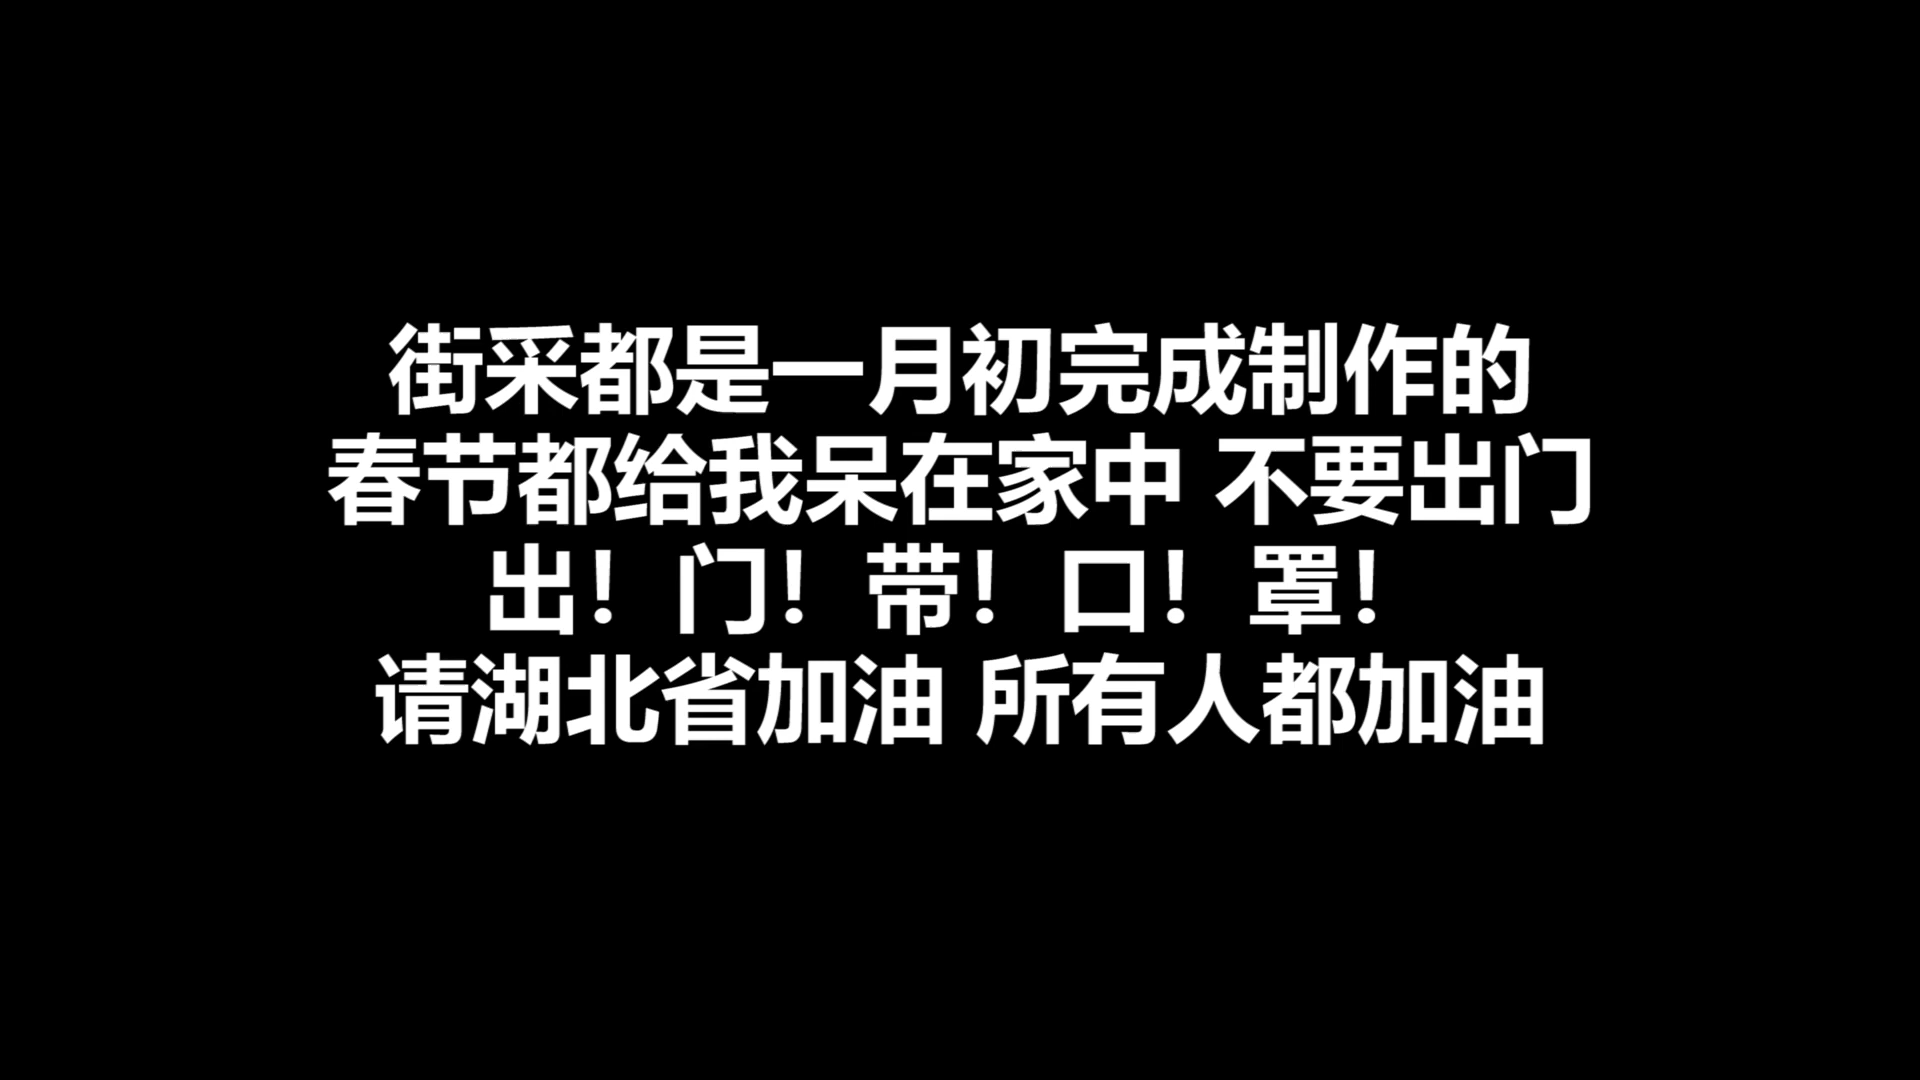 街采都是一月初完成制作的
春节都给我呆在家中 不要出门
出！门！带！口！罩！
请湖北省加油 所有人都加油